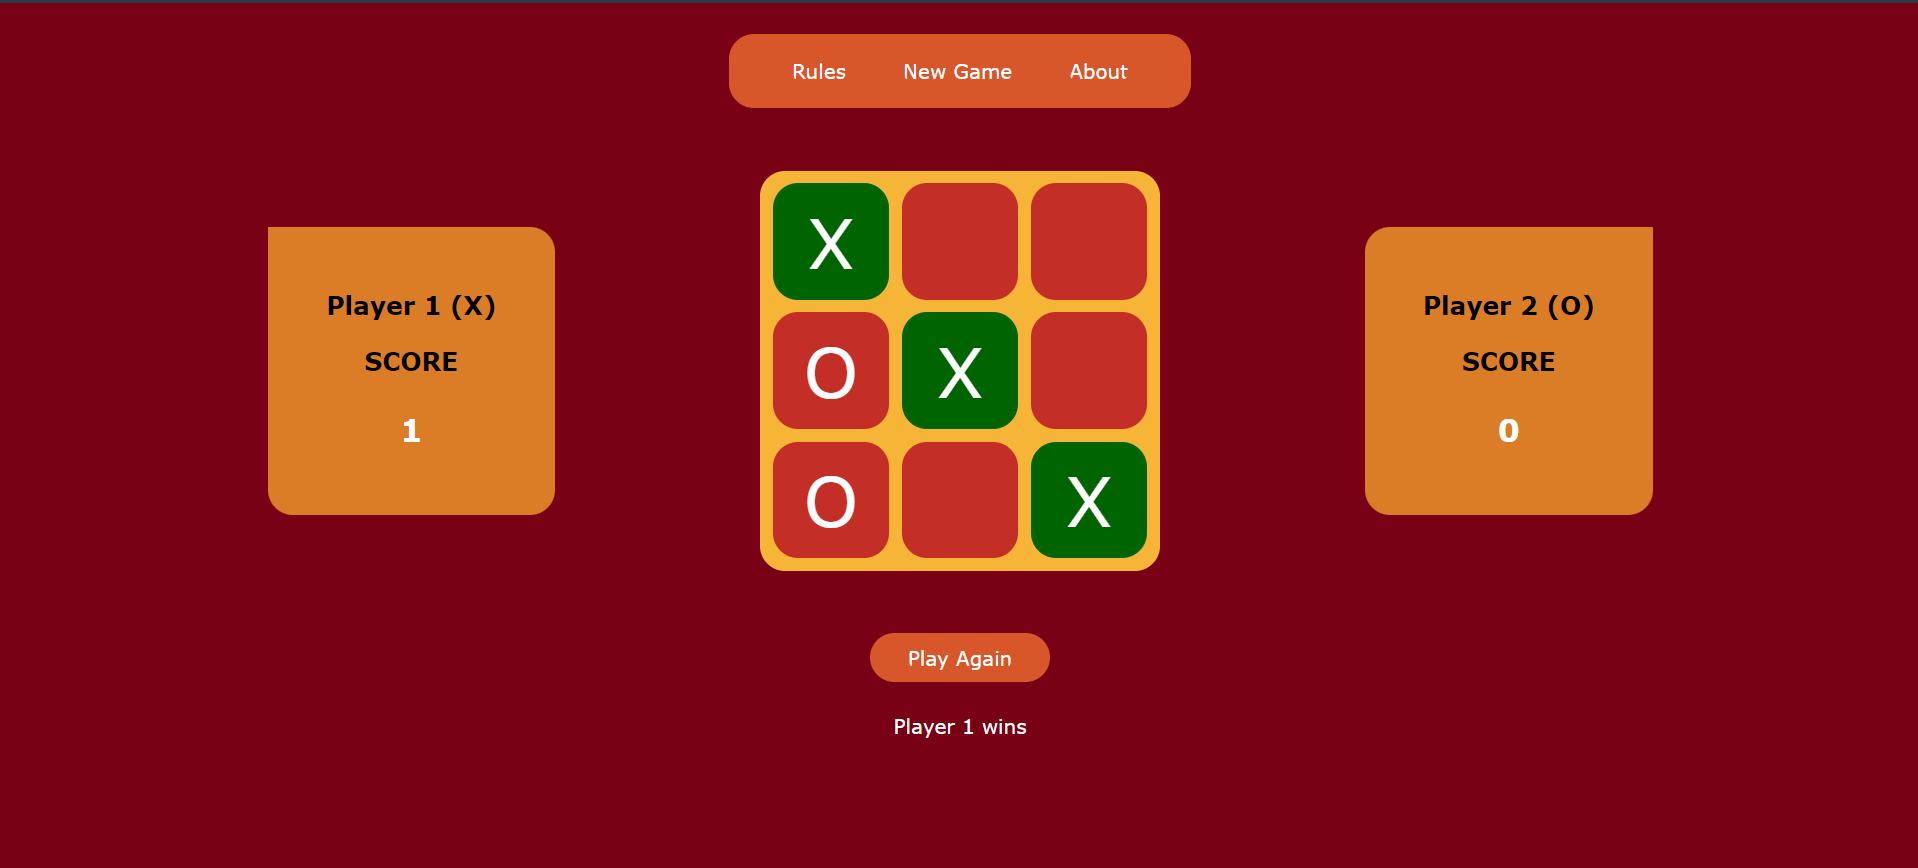 Rules New Game About
Player 1 (X)
SCORE
1
X
O X
O X
Player 2 (O)
SCORE
0
Play Again
Player 1 wins